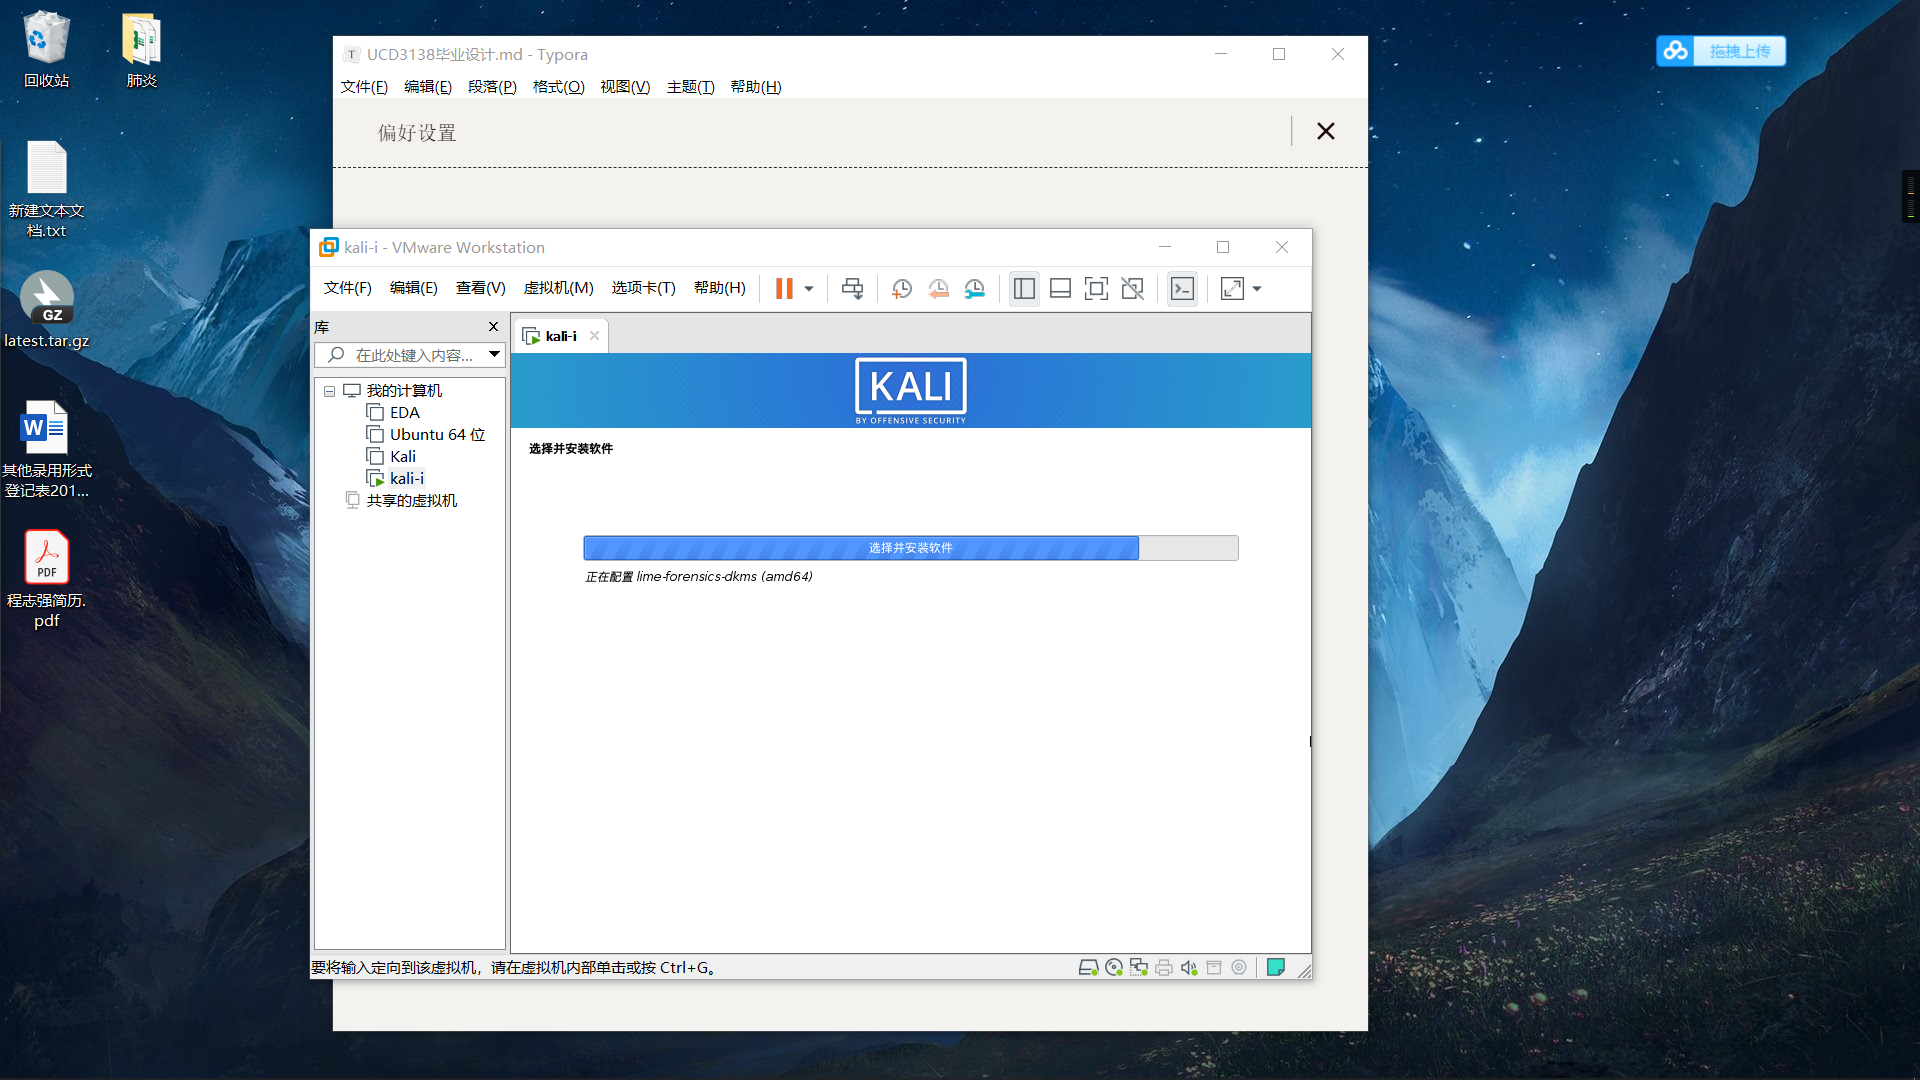 回收站
肺炎
新建文本文
档.txt
GZ
latest.tar.gz
W
其他录用形式
登记表201...
PDF
程志强简历.
pdf
T UCD3138毕业设计.md - Typora
文件(F) 编辑(E) 段落(P) 格式(O) 视图(V) 主题(T) 帮助(H)
偏好设置
拖拽上传
kali-i - VMware Workstation
文件(F) 编辑(E) 查看(V) 虚拟机(M) 选项卡(T) 帮助(H)
库
在此处键入内容...
我的计算机
EDA
Ubuntu 64 位
Kali
kali-i
共享的虚拟机
kali-i
KALI
BY OFFENSIVE SECURITY
选择并安装软件
选择并安装软件
正在配置 lime-forensics-dkms (amd64)
要将输入定向到该虚拟机，请在虚拟机内部单击或按 Ctrl+G。